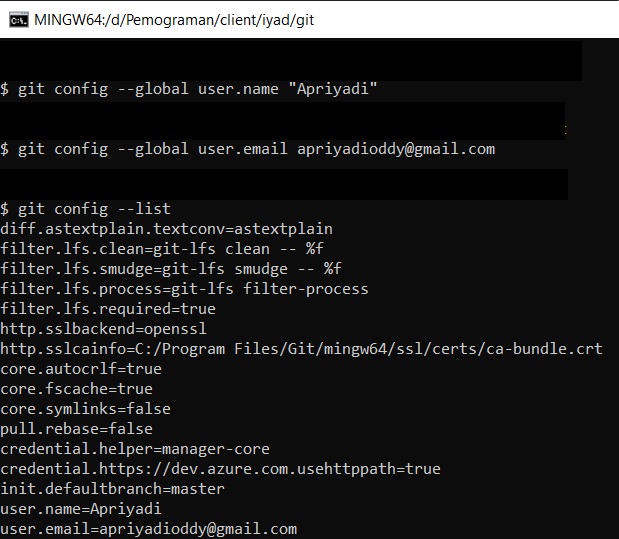 MINGW64:/d/Pemograman/client/iyad/git
$ git config --global user.name "Apriyadi"
$ git config --global user.email apriyadioddy@gmail.com
$ git config --list
diff.astextplain.textconv=astextplain
filter.lfs.clean=git-lfs clean -- %f
filter.lfs.smudge=git-lfs smudge -- %f
filter.lfs.process=git-lfs filter-process
filter.lfs.required=true
http.sslbackend=openssl
http.sslcainfo=C:/Program Files/Git/mingw64/ssl/certs/ca-bundle.crt
core.autocrlf=true
core.fscache=true
core.symlinks=false
pull.rebase=false
credential.helper=manager-core
credential.https://dev.azure.com.usehttppath=true
init.defaultbranch=master
user.name=Apriyadi
user.email=apriyadioddy@gmail.com